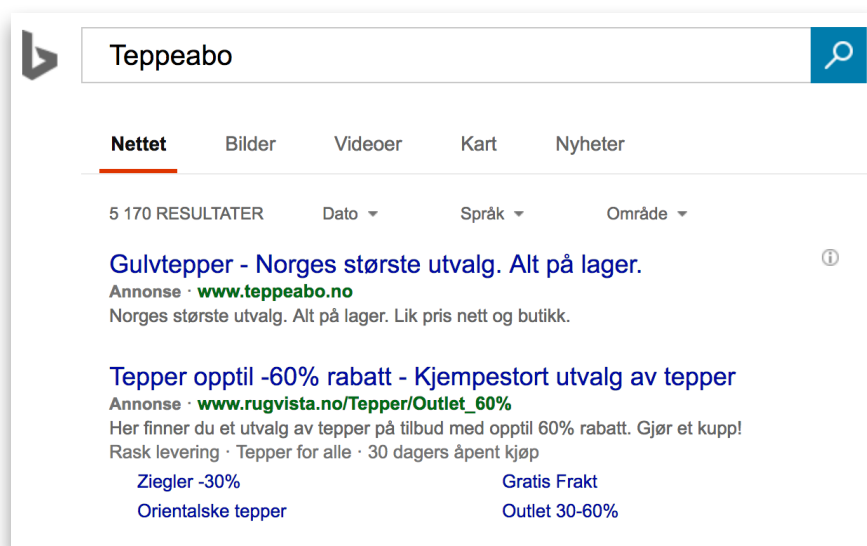 Teppeabo
Nettet Bilder Videoer Kart Nyheter
5 170 RESULTATER Dato Språk Område
Gulvtepper - Norges største utvalg. Alt på lager.
Annonse · www.teppeabo.no
Norges største utvalg. Alt på lager. Lik pris nett og butikk.
Tepper opptil -60% rabatt - Kjempestort utvalg av tepper
Annonse · www.rugvista.no/Tepper/Outlet_60%
Her finner du et utvalg av tepper på tilbud med opptil 60% rabatt. Gjør et kupp!
Rask levering · Tepper for alle · 30 dagers åpent kjøp
Ziegler -30% Gratis Frakt
Orientalske tepper Outlet 30-60%